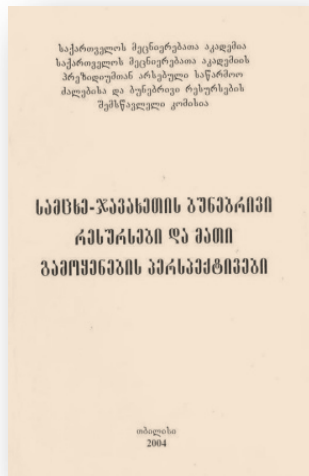 საქართველოს მეცნიერებათა აკადემია
საქართველოს მეცნიერებათა აკადემიის
პრეზიდიუმთან არსებული საწარმოო
ძალებისა და ბუნებრივი რესურსების
შემსწავლელი კომისია
სამცხე-ჯავახეთის ბუნებრივი
რესურსები და მათი
გამოყენების პერსპექტივები
თბილისი
2004